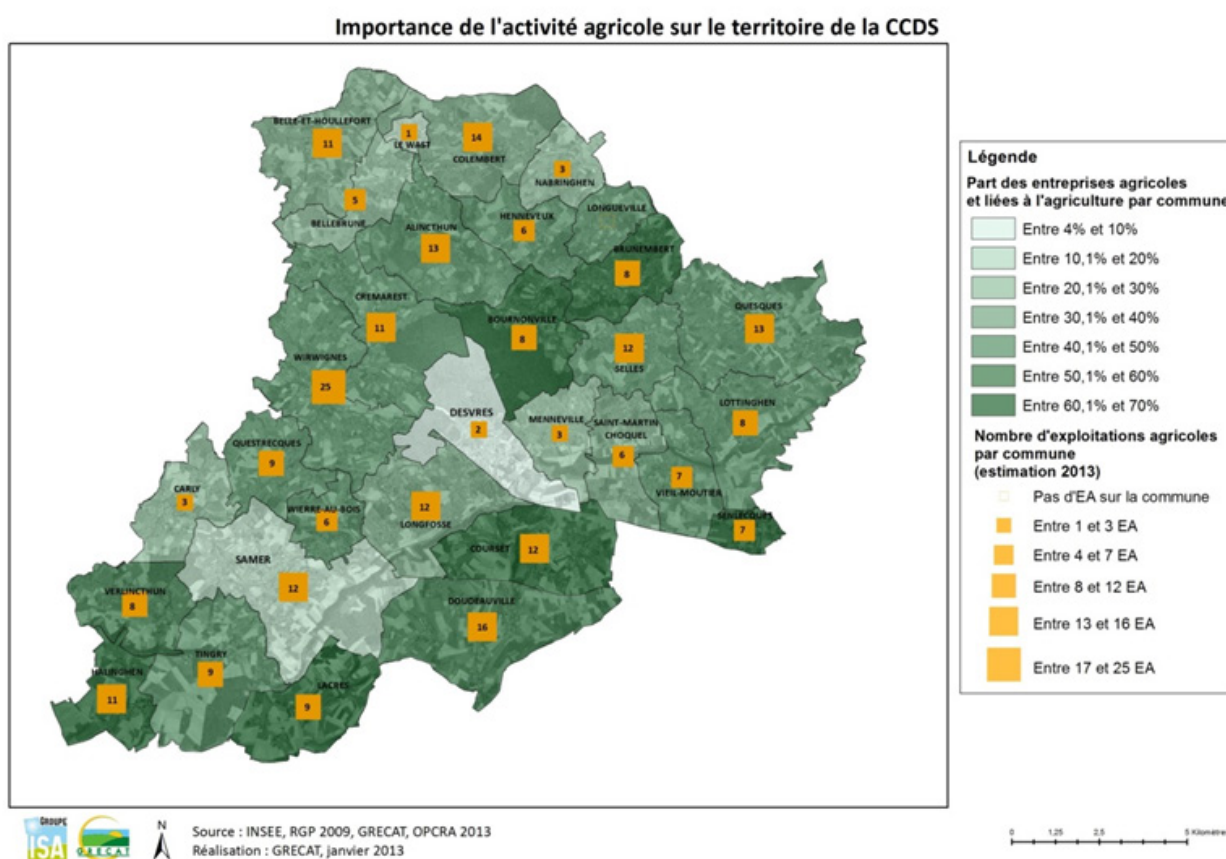 Importance de l'activité agricole sur le territoire de la CCDS
BELLE-ET-HOULLEFORT
11
1
LE WAST
14
COLEMBERT
3
NABRINGHEN
5
BELLEBRUNE
ALINCTHUN
13
HENNEVEUX
6
LONGUEVILLE
BRUNEMBERT
8
CREMAREST
11
BOURNONVILLE
8
QUESQUES
13
12
SELLES
WIRWIGNES
25
DESVRES
2
MENNEVILLE
3
SAINT-MARTIN
CHOQUEL
6
LOTTINGHEN
8
QUESTRECQUES
9
7
VIEIL-MOUTIER
CARLY
3
WIERRE-AU-BOIS
6
12
LONGFOSSE
SENLECQUES
7
COURSET
12
SAMER
12
VERLINCTHUN
8
DOUDEAUVILLE
16
TINGRY
9
HALINGHEN
11
LACRES
9
Légende
Part des entreprises agricoles
et liées à l'agriculture par commune
Entre 4% et 10%
Entre 10,1% et 20%
Entre 20,1% et 30%
Entre 30,1% et 40%
Entre 40,1% et 50%
Entre 50,1% et 60%
Entre 60,1% et 70%
Nombre d'exploitations agricoles
par commune
(estimation 2013)
Pas d'EA sur la commune
Entre 1 et 3 EA
Entre 4 et 7 EA
Entre 8 et 12 EA
Entre 13 et 16 EA
Entre 17 et 25 EA
GROUPE
ISA
GRECAT
N
Source : INSEE, RGP 2009, GRECAT, OPCRA 2013
Réalisation : GRECAT, janvier 2013
0 1,25 2,5 5 Kilomètre